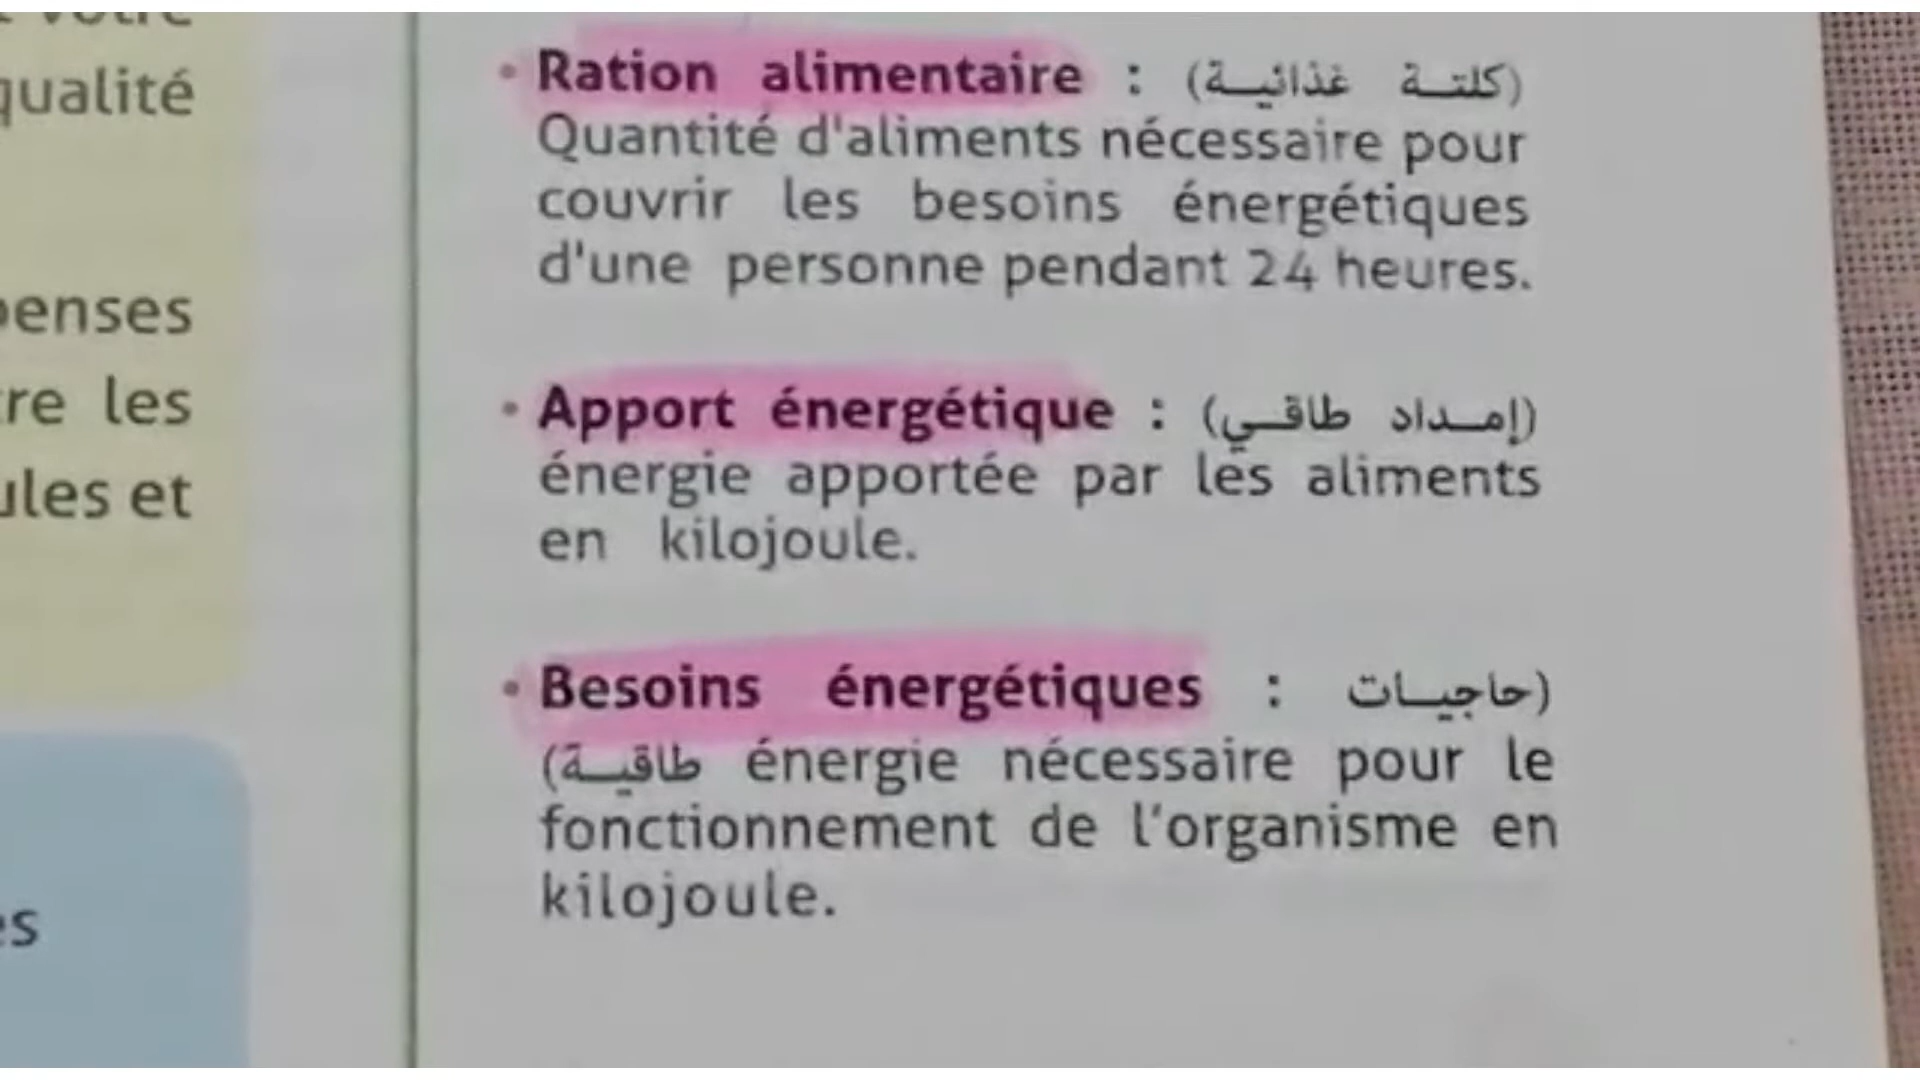 qualité
re les
ules et
• Ration alimentaire : (كلتة غذائية)
Quantité d'aliments nécessaire pour
couvrir les besoins énergétiques
d'une personne pendant 24 heures.
• Apport énergétique : (إمداد طاقي)
énergie apportée par les aliments
en kilojoule.
• Besoins énergétiques : (حاجيات
طاقية) énergie nécessaire pour le
fonctionnement de l'organisme en
kilojoule.